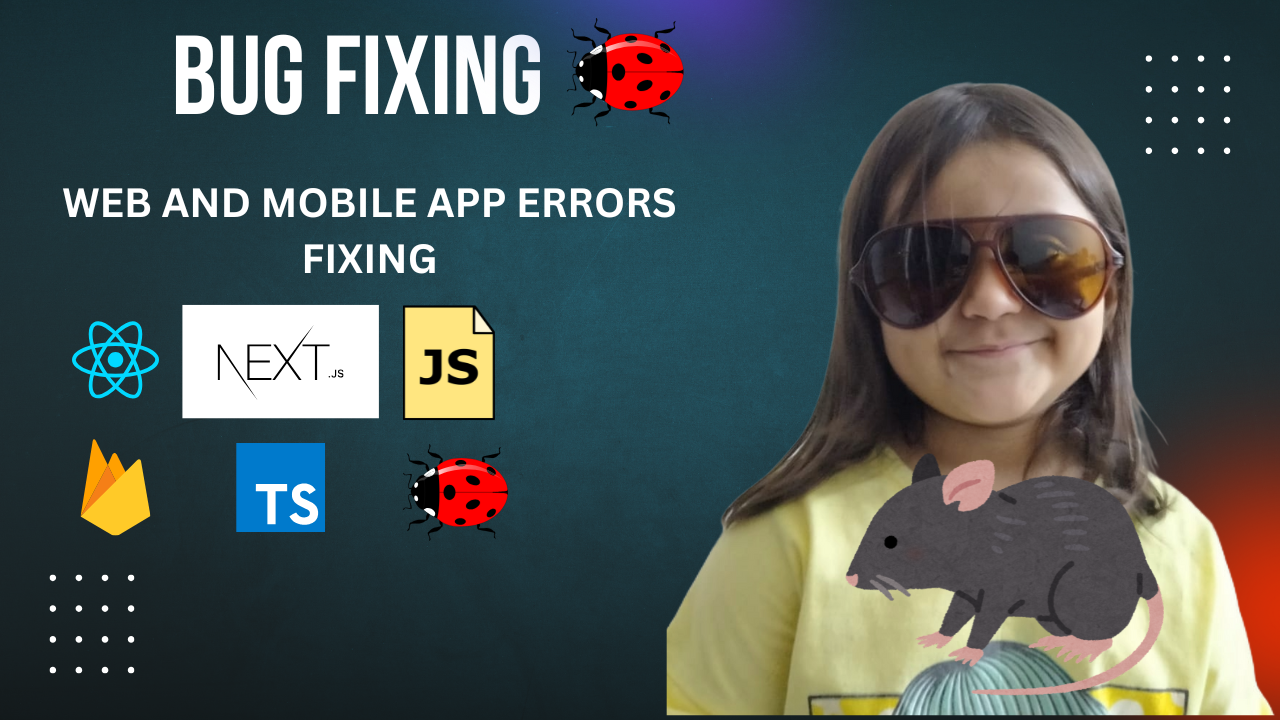 BUG FIXING
WEB AND MOBILE APP ERRORS
FIXING
NEXT.JS
JS
TS